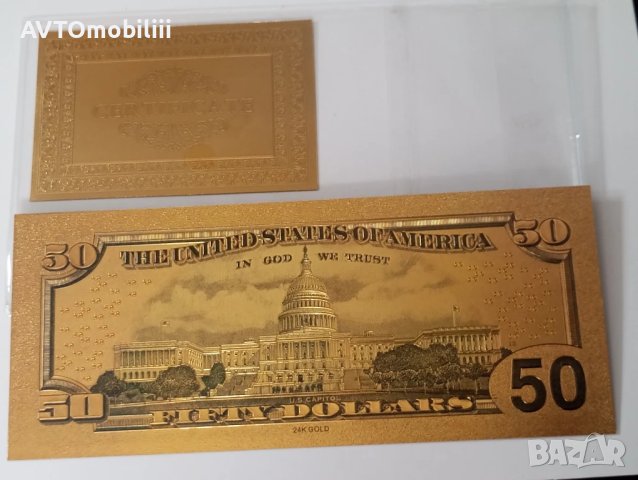 AVTOmobiliii
CERTIFICATE
50 THE UNITED STATES OF AMERICA 50
IN GOD WE TRUST
U.S. CAPITOL
50 FIFTY DOLLARS 50
24K GOLD
BAZAR